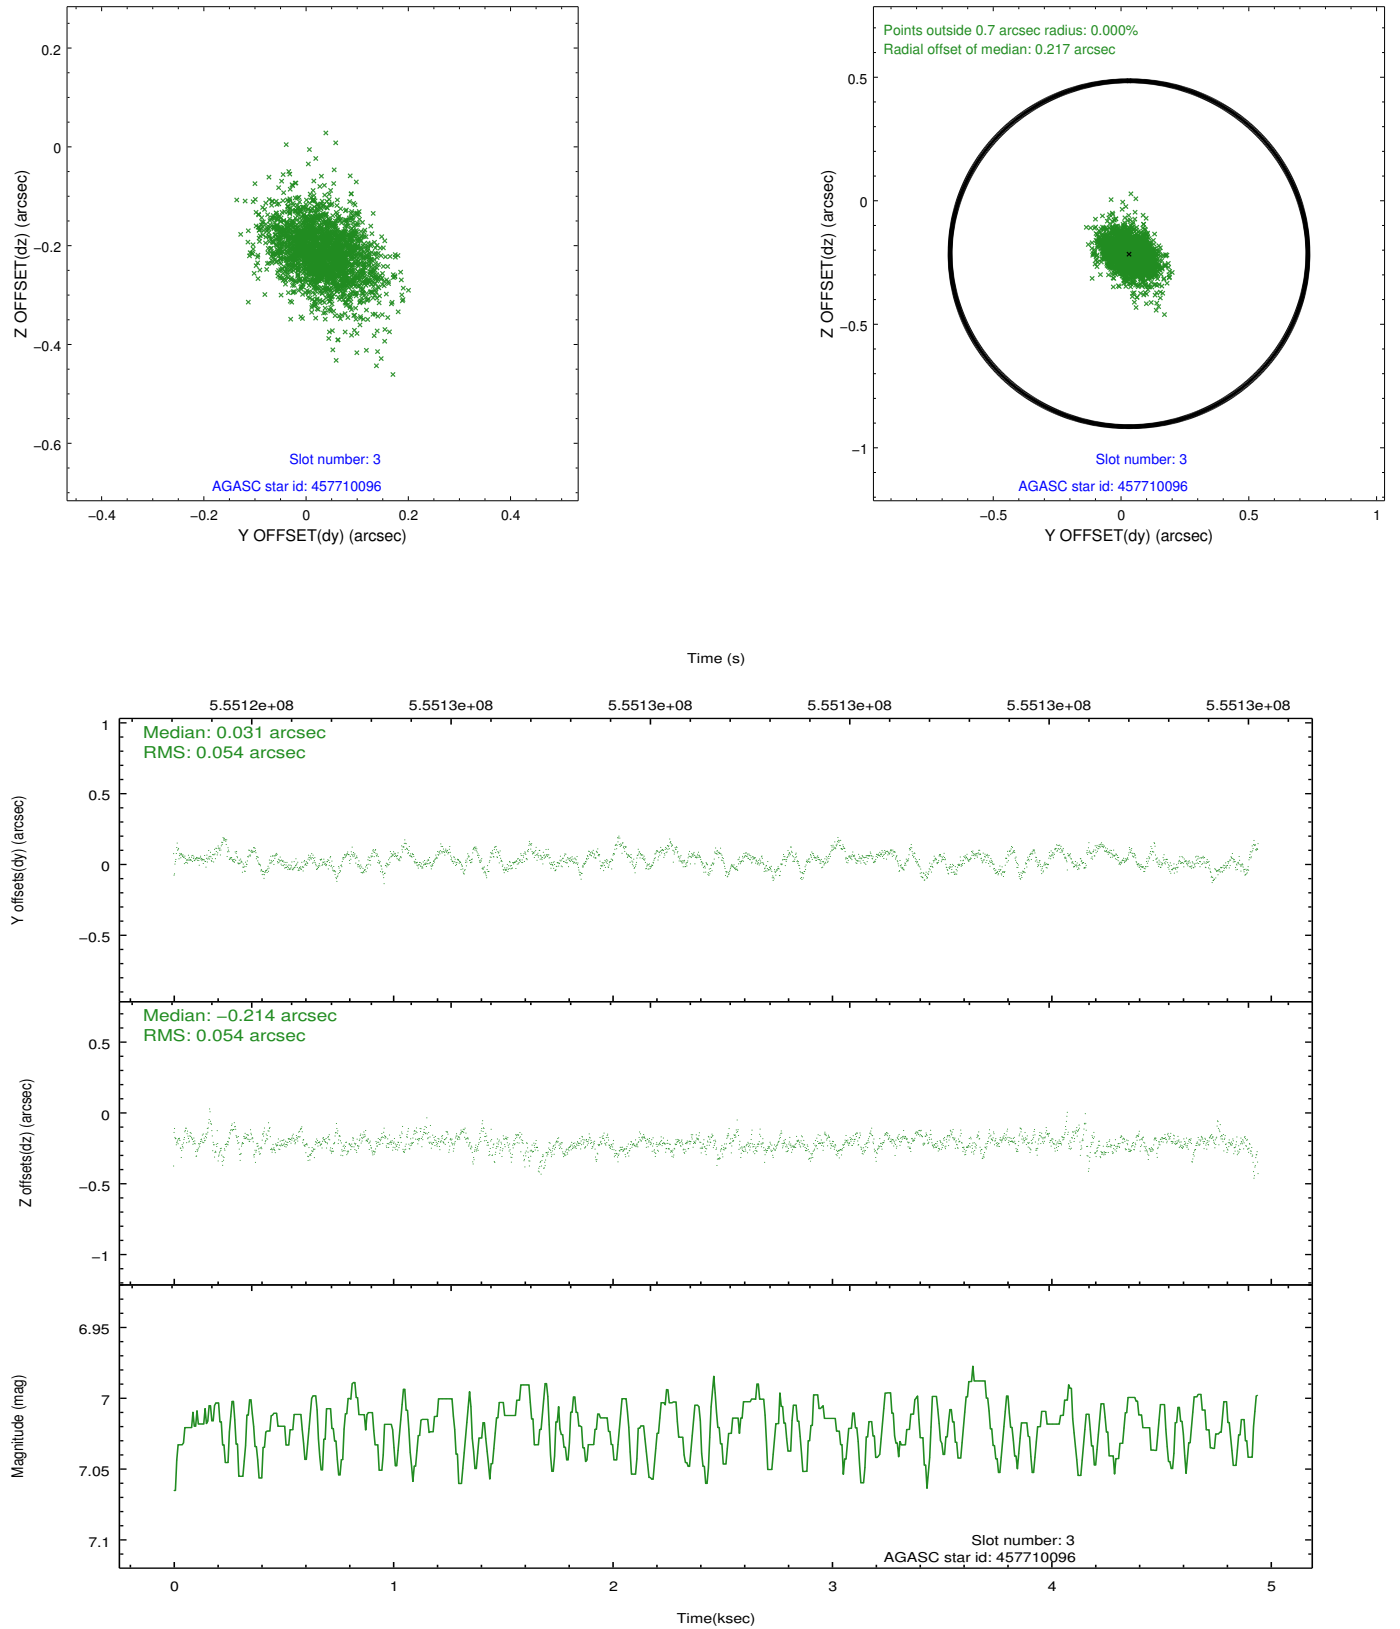 0.2
0
−0.2
−0.4
−0.6
Z OFFSET(dz) (arcsec)
Slot number: 3
AGASC star id: 457710096
−0.4
−0.2
0
0.2
0.4
Y OFFSET(dy) (arcsec)
Points outside 0.7 arcsec radius: 0.000%
Radial offset of median: 0.217 arcsec
0.5
0
−0.5
−1
Z OFFSET(dz) (arcsec)
Slot number: 3
AGASC star id: 457710096
−0.5
0
0.5
1
Y OFFSET(dy) (arcsec)
Time (s)
5.5512e+08
5.5513e+08
5.5513e+08
5.5513e+08
5.5513e+08
5.5513e+08
Median: 0.031 arcsec
RMS: 0.054 arcsec
1
0.5
0
−0.5
Y offsets(dy) (arcsec)
Median: −0.214 arcsec
RMS: 0.054 arcsec
0.5
0
−0.5
−1
Z offsets(dz) (arcsec)
6.95
7
7.05
7.1
Magnitude (mag)
Slot number: 3
AGASC star id: 457710096
0
1
2
3
4
5
Time(ksec)